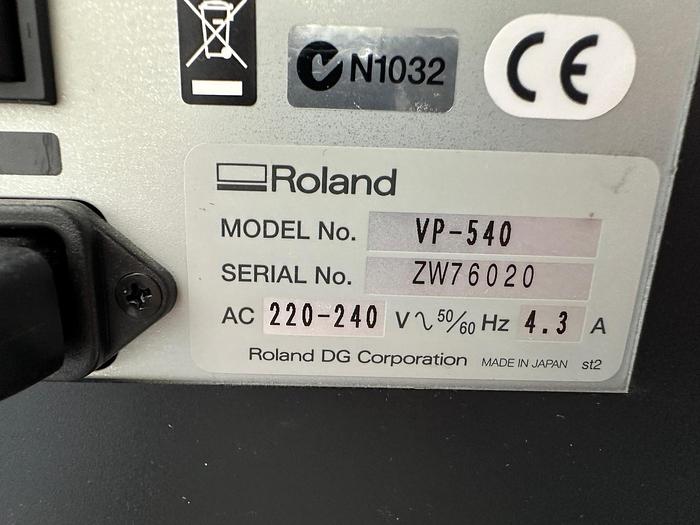 N1032
CE
Roland
MODEL No. VP-540
SERIAL No. ZW76020
AC 220-240 V ∿ 50/60 Hz 4.3 A
Roland DG Corporation MADE IN JAPAN st2